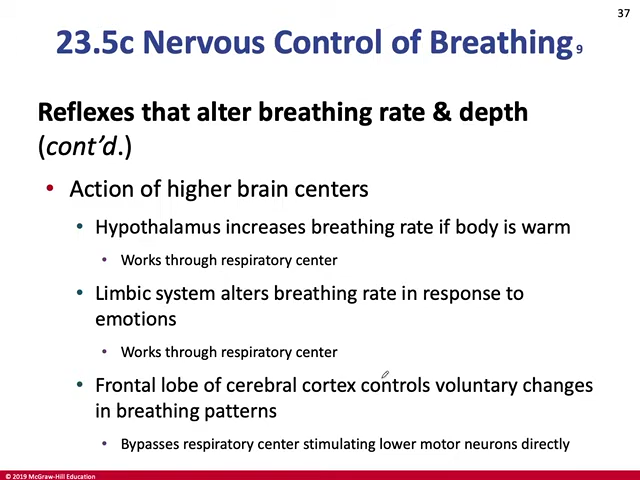 37
23.5c Nervous Control of Breathing 9
Reflexes that alter breathing rate & depth
(cont’d.)
• Action of higher brain centers
• Hypothalamus increases breathing rate if body is warm
• Works through respiratory center
• Limbic system alters breathing rate in response to
emotions
• Works through respiratory center
• Frontal lobe of cerebral cortex controls voluntary changes
in breathing patterns
• Bypasses respiratory center stimulating lower motor neurons directly
© 2019 McGraw-Hill Education